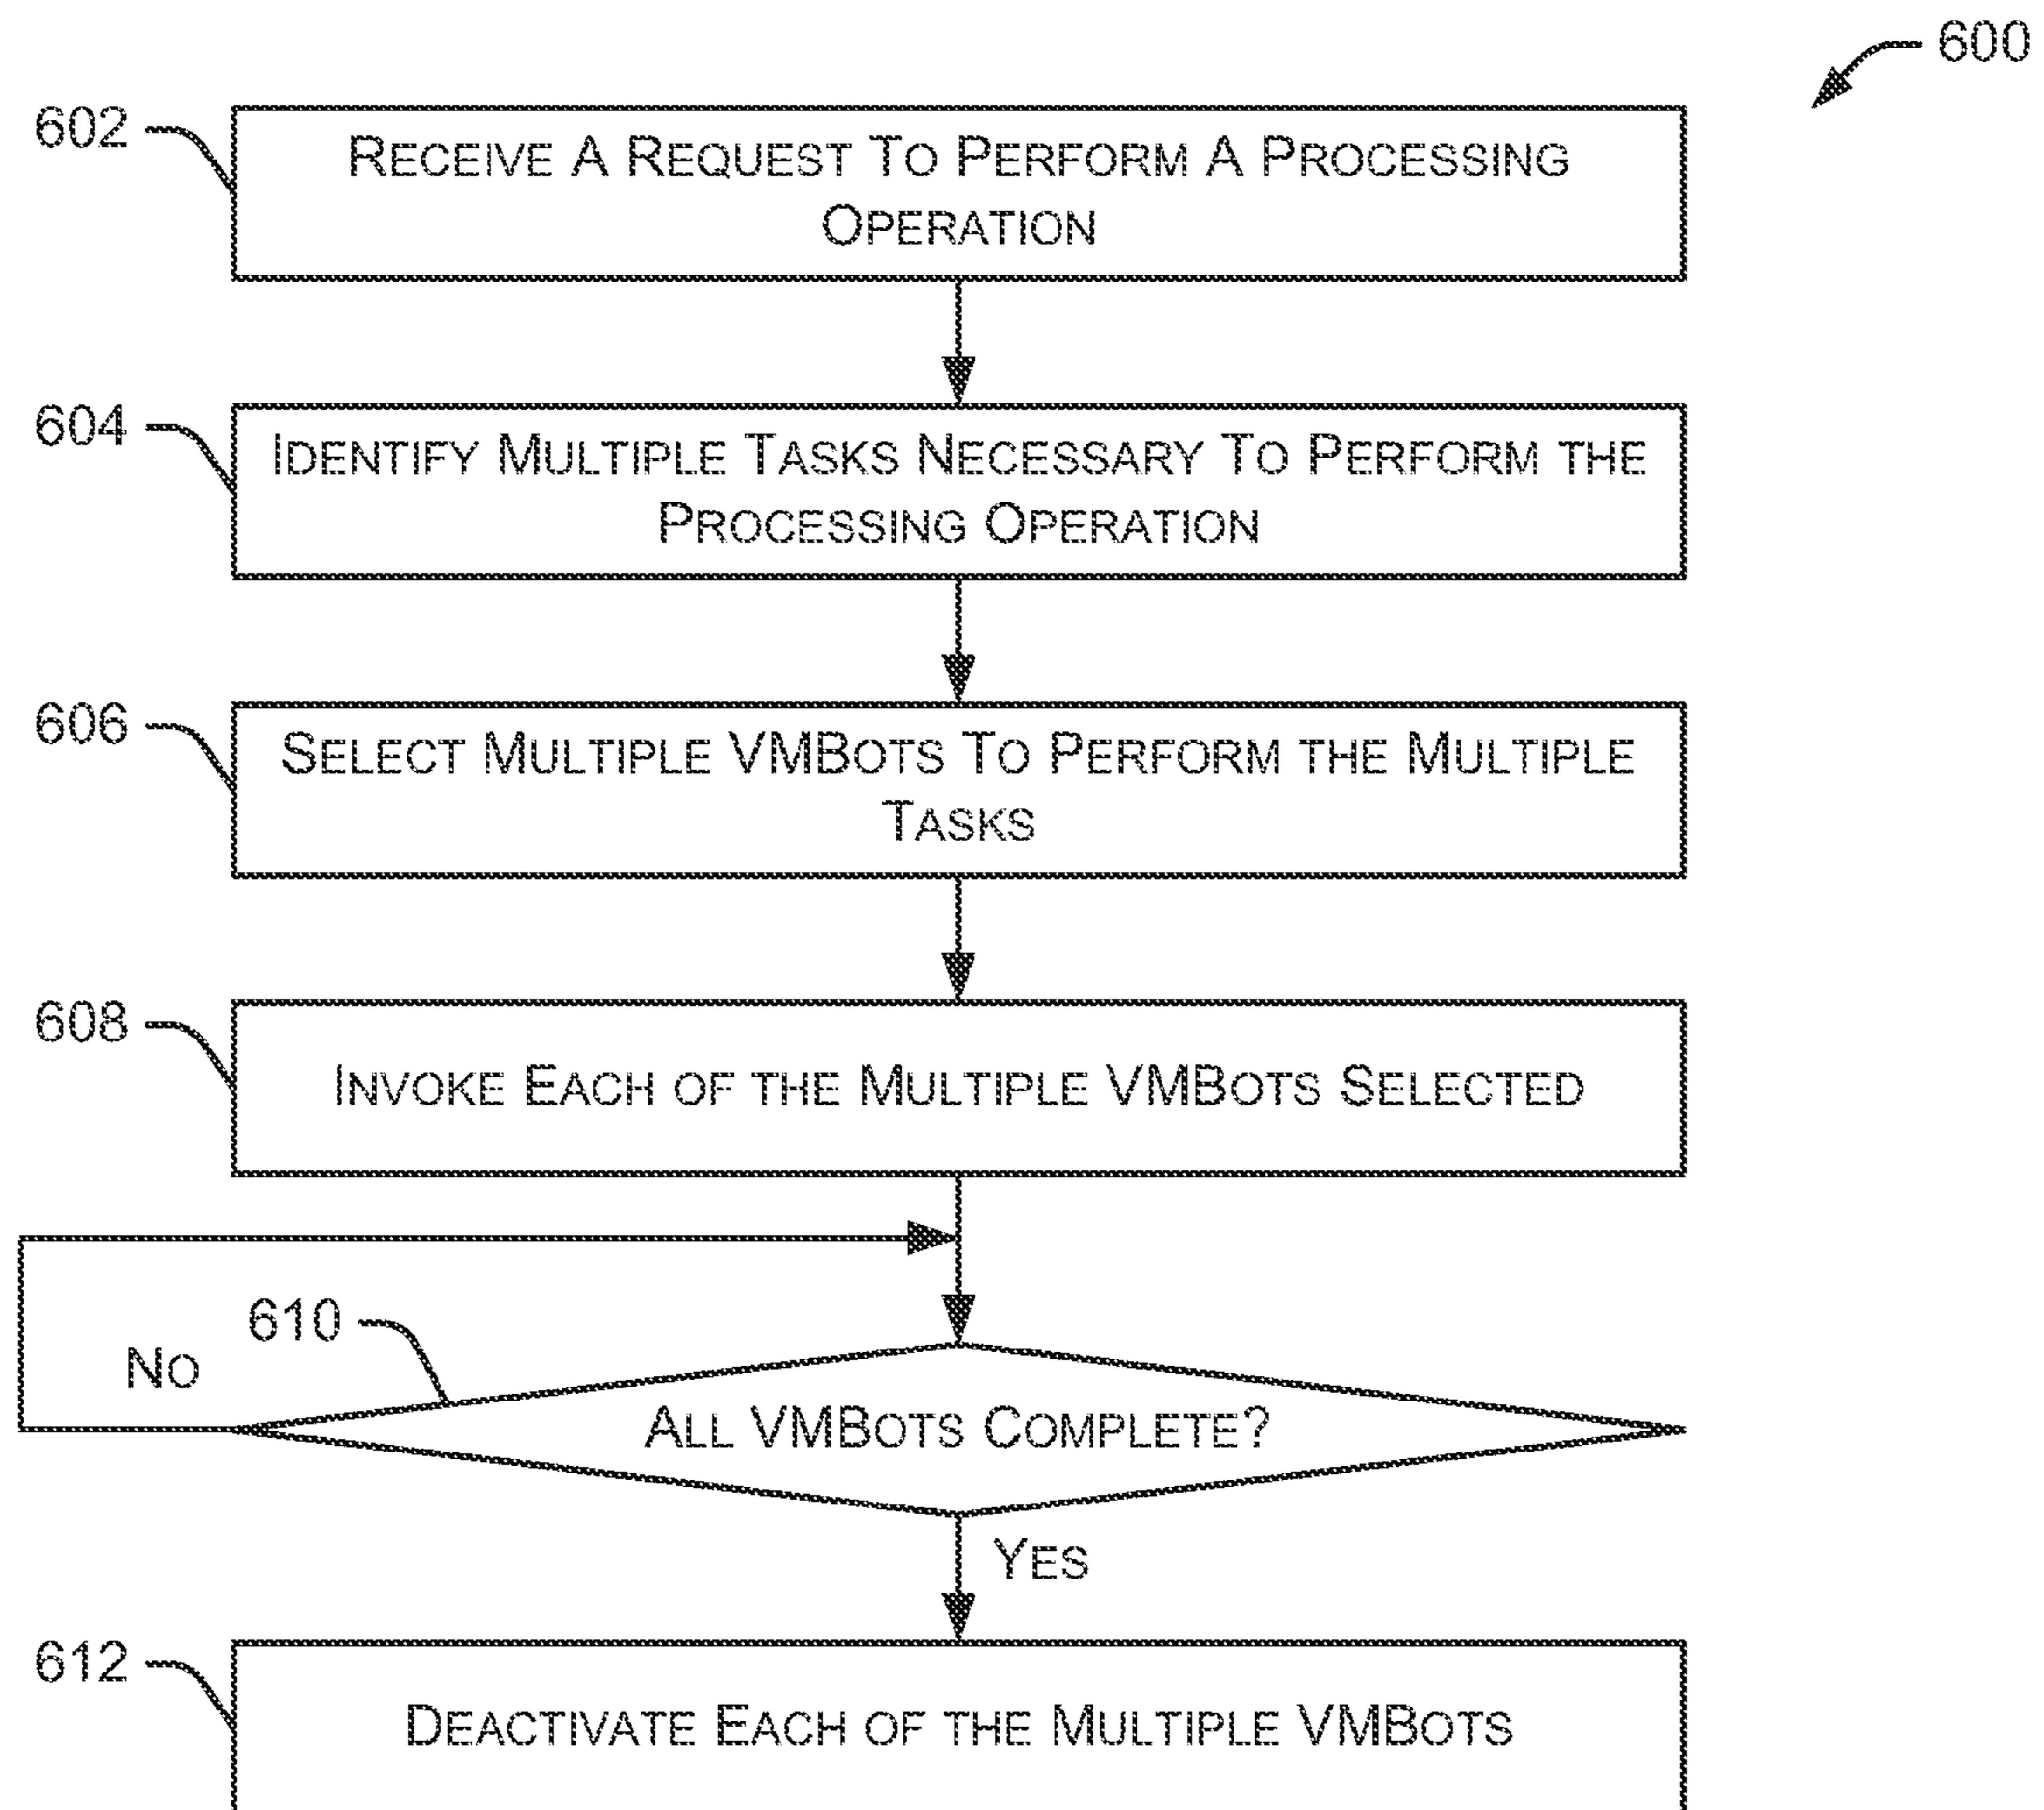 600
602
RECEIVE A REQUEST TO PERFORM A PROCESSING
OPERATION
604
IDENTIFY MULTIPLE TASKS NECESSARY TO PERFORM THE
PROCESSING OPERATION
606
SELECT MULTIPLE VMBOTS TO PERFORM THE MULTIPLE
TASKS
608
INVOKE EACH OF THE MULTIPLE VMBOTS SELECTED
610
NO
ALL VMBOTS COMPLETE?
YES
612
DEACTIVATE EACH OF THE MULTIPLE VMBOTS